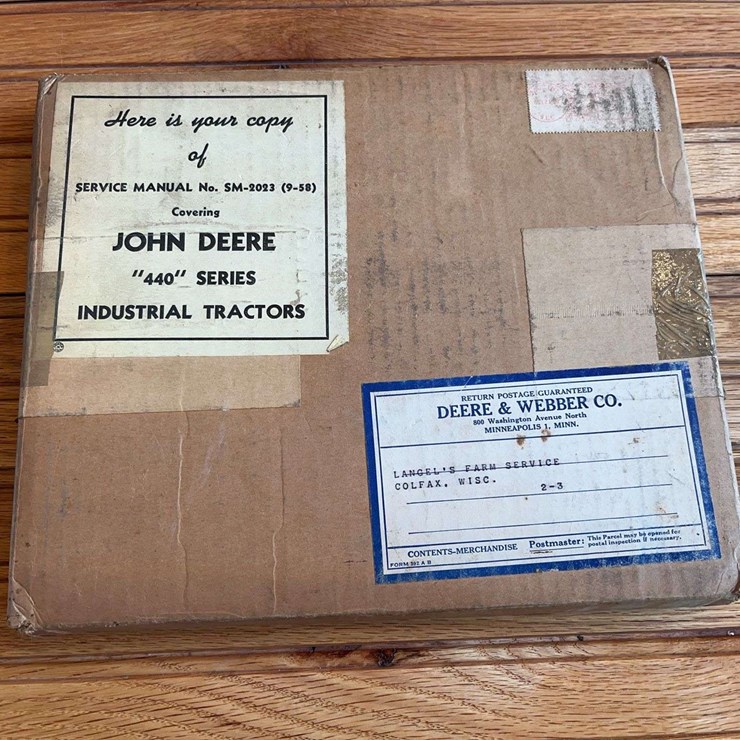 Here is your copy
of
SERVICE MANUAL No. SM-2023 (9-58)
Covering
JOHN DEERE
"440" SERIES
INDUSTRIAL TRACTORS
RETURN POSTAGE GUARANTEED
DEERE & WEBBER CO.
800 Washington Avenue North
MINNEAPOLIS 1, MINN.
LANGEL'S FARM SERVICE
COLFAX, WISC.
2-3
CONTENTS-MERCHANDISE Postmaster: This Parcel may be opened for
postal inspection if necessary.
FORM 392 A B